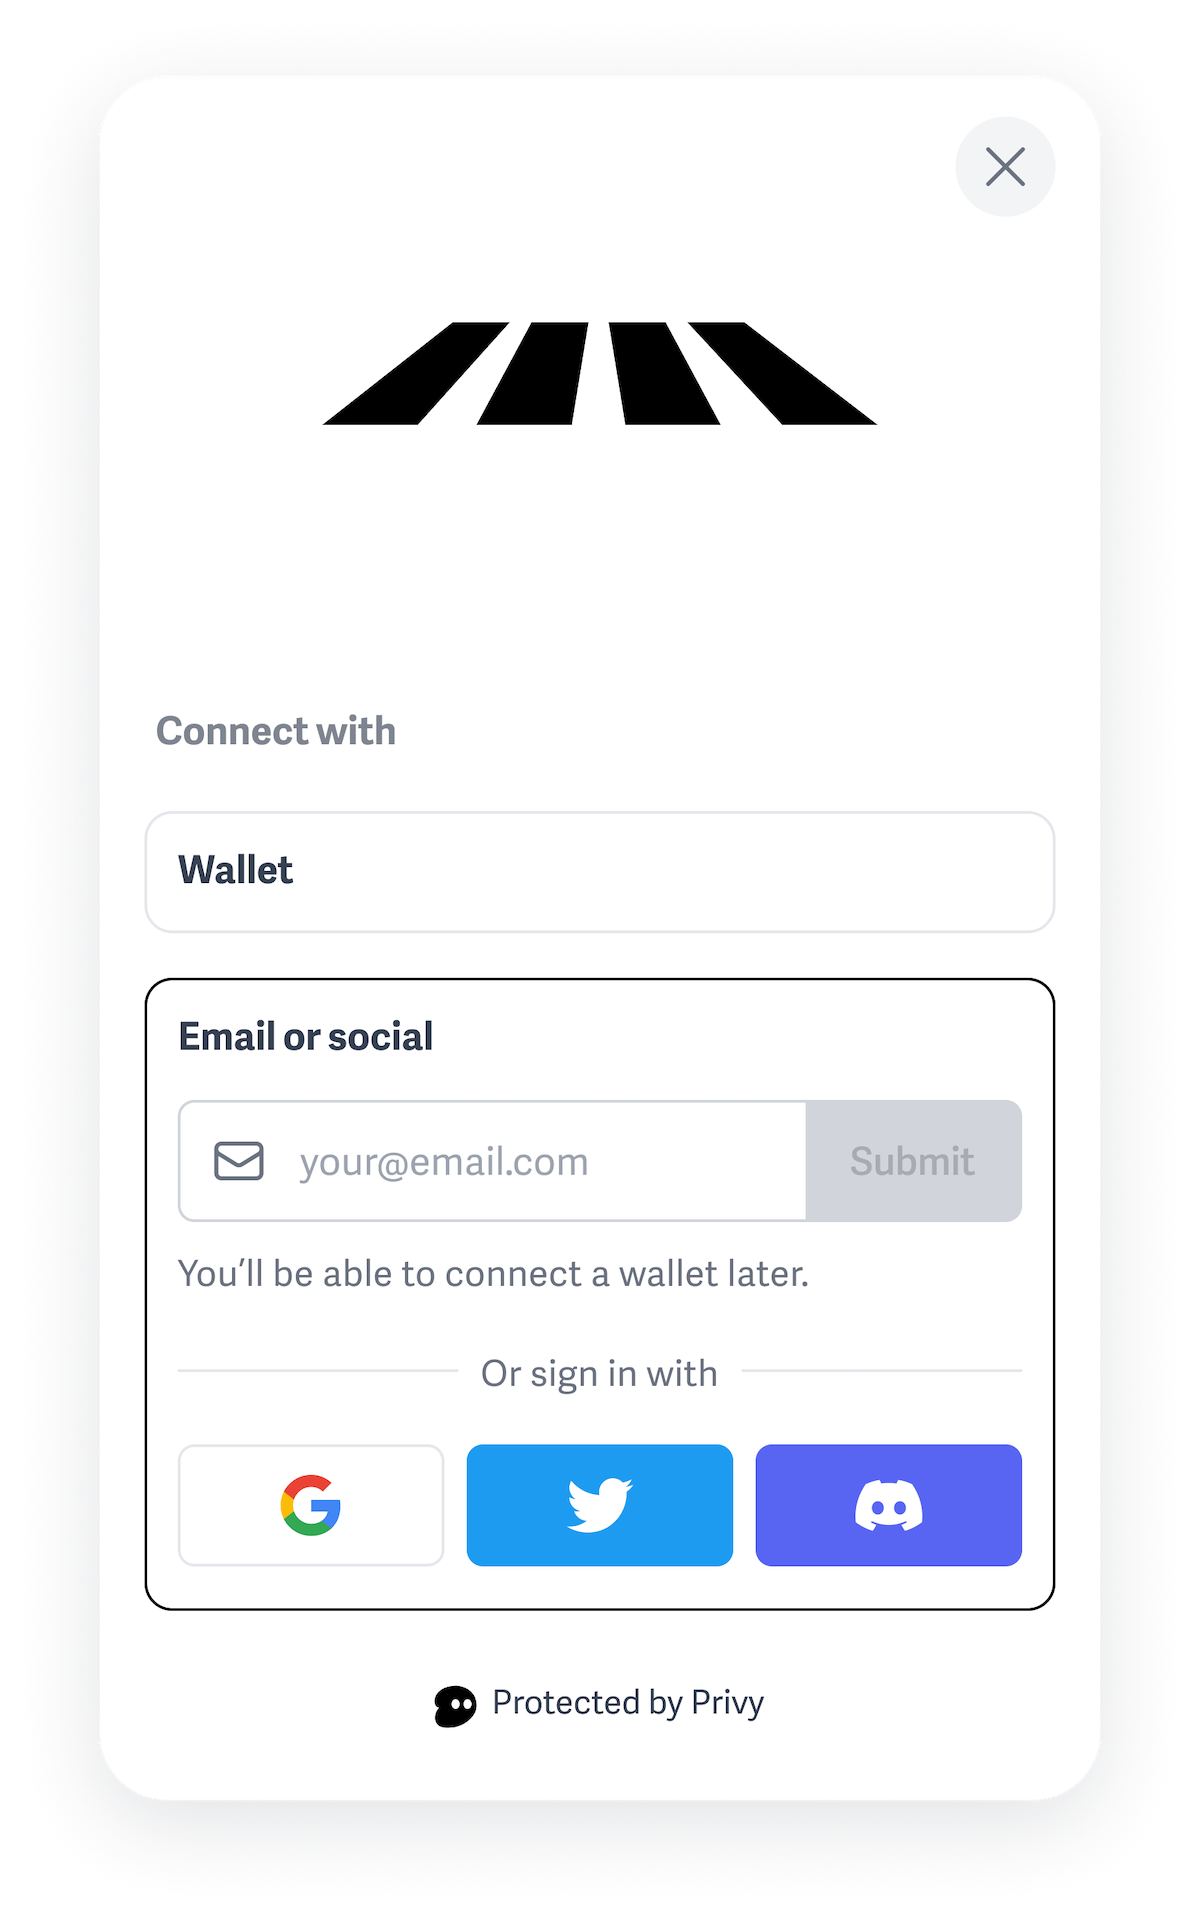 Connect with
Wallet
Email or social
your@email.com
Submit
You’ll be able to connect a wallet later.
Or sign in with
Protected by Privy